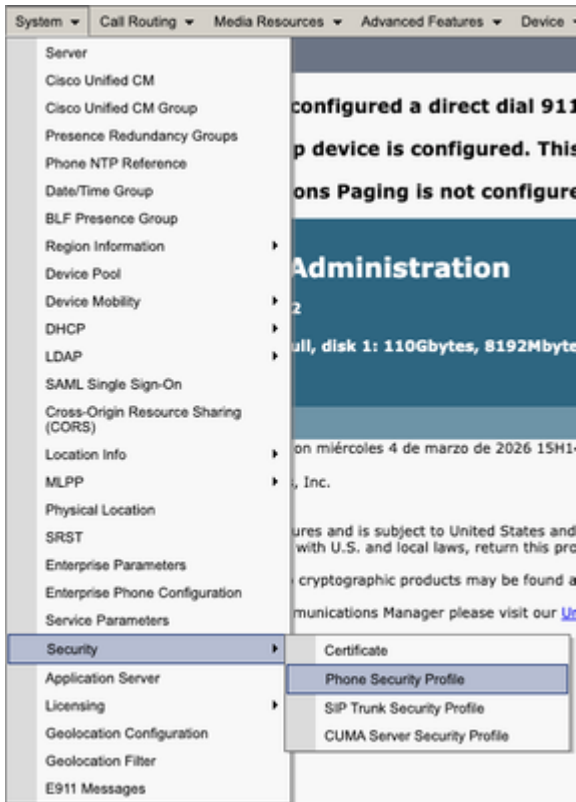 System Call Routing Media Resources Advanced Features Device
Server
Cisco Unified CM
Cisco Unified CM Group
Presence Redundancy Groups
Phone NTP Reference
Date/Time Group
BLF Presence Group
Region Information
Device Pool
Device Mobility
DHCP
LDAP
SAML Single Sign-On
Cross-Origin Resource Sharing
(CORS)
Location Info
MLPP
Physical Location
SRST
Enterprise Parameters
Enterprise Phone Configuration
Service Parameters
Security
Application Server
Licensing
Geolocation Configuration
Geolocation Filter
E911 Messages
Certificate
Phone Security Profile
SIP Trunk Security Profile
CUMA Server Security Profile
configured a direct dial 911
p device is configured. This
ons Paging is not configure
Administration
2
ull, disk 1: 110Gbytes, 8192Mbyte
on miércoles 4 de marzo de 2026 15H1
, Inc.
ures and is subject to United States and
with U.S. and local laws, return this pro
cryptographic products may be found a
munications Manager please visit our Un